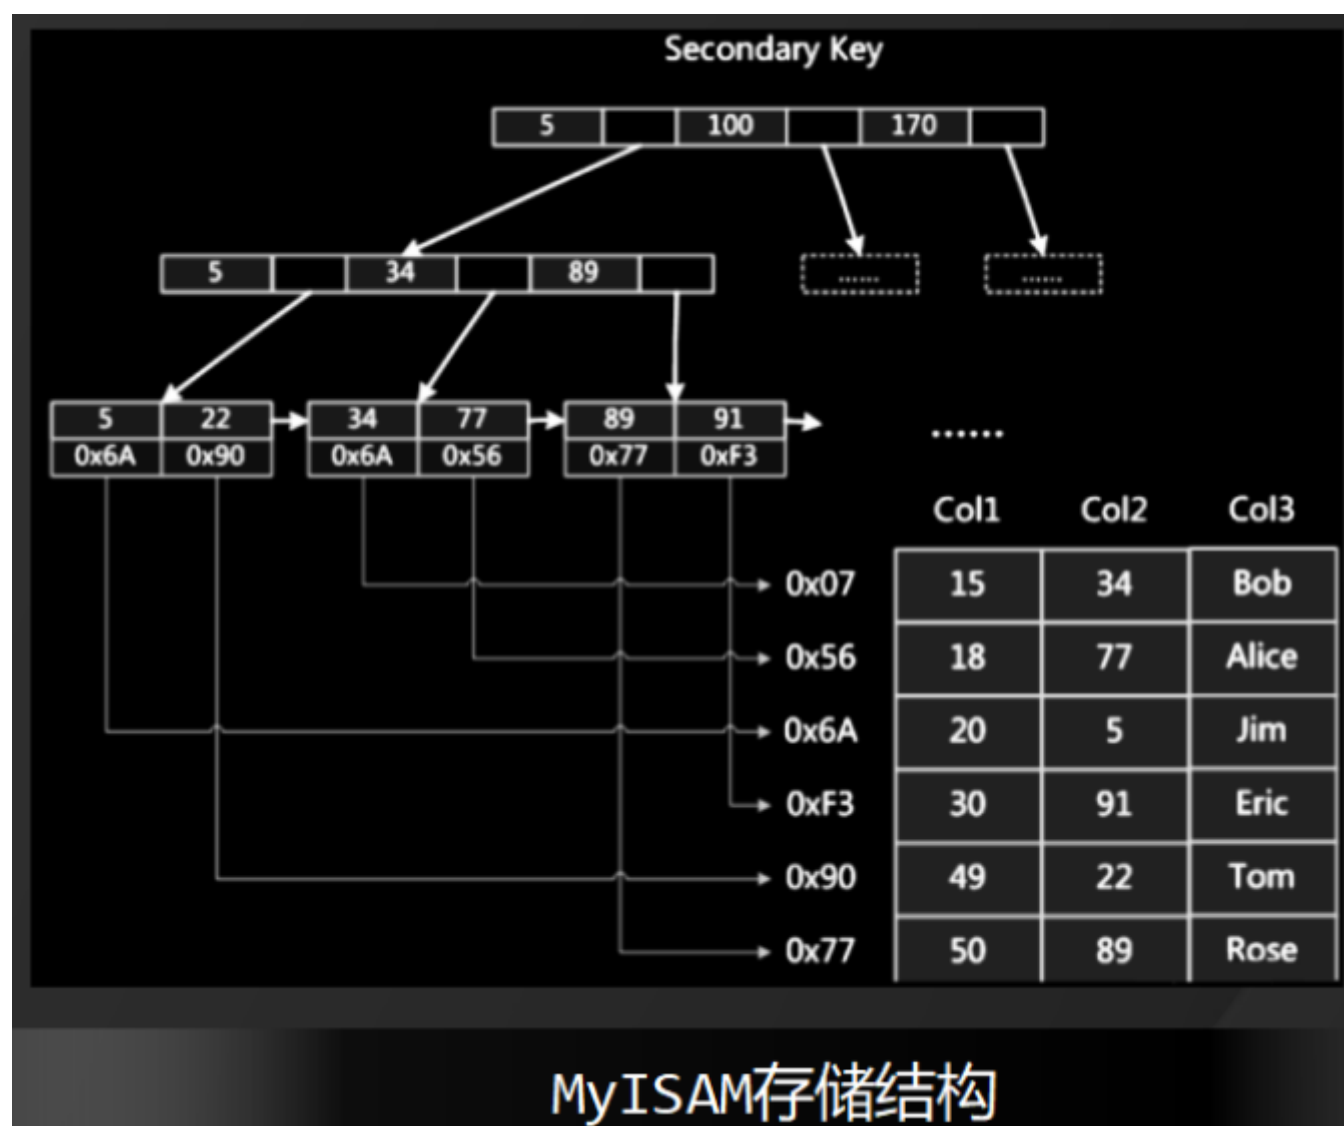 Secondary Key
5 100 170
5 34 89
...... ......
5 22 34 77 89 91
0x6A 0x90 0x6A 0x56 0x77 0xF3
......
Col1 Col2 Col3
0x07 15 34 Bob
0x56 18 77 Alice
0x6A 20 5 Jim
0xF3 30 91 Eric
0x90 49 22 Tom
0x77 50 89 Rose
MyISAM存储结构